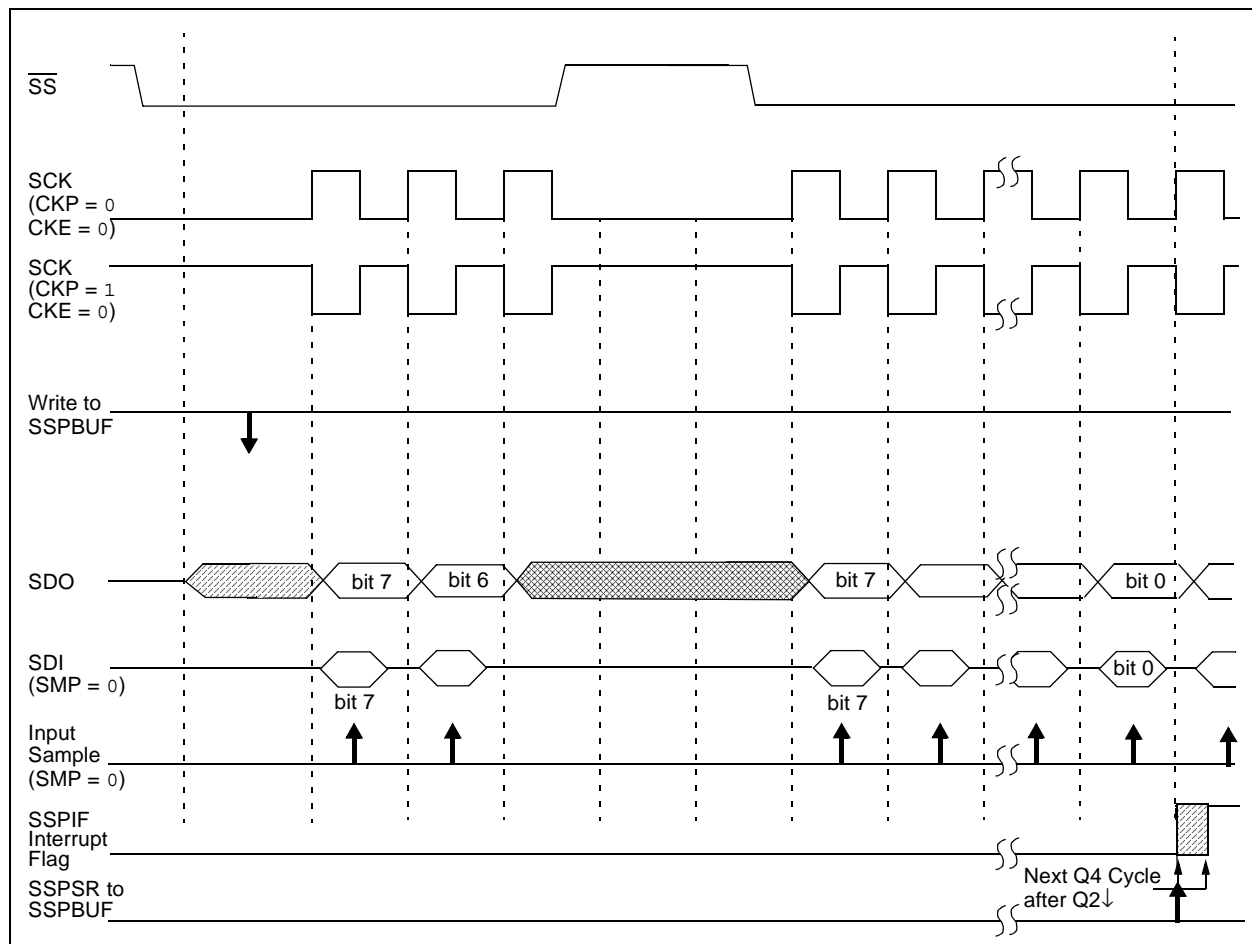 SS
SCK
(CKP = 0
CKE = 0)
SCK
(CKP = 1
CKE = 0)
Write to
SSPBUF
SDO
bit 7
bit 6
bit 7
bit 0
SDI
(SMP = 0)
bit 7
bit 7
bit 0
Input
Sample
(SMP = 0)
SSPIF
Interrupt
Flag
SSPSR to
SSPBUF
Next Q4 Cycle
after Q2↓